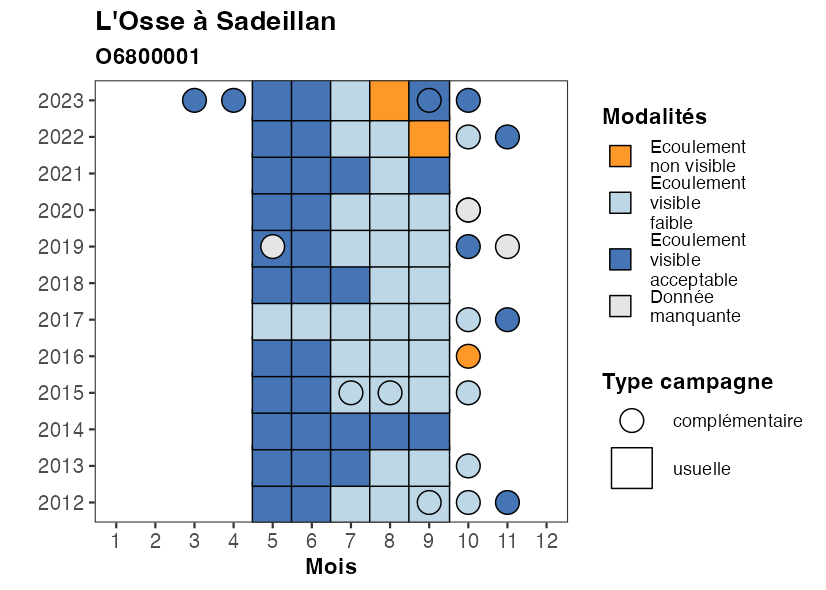 L'Osse à Sadeillan
O6800001
2023
2022
2021
2020
2019
2018
2017
2016
2015
2014
2013
2012
1 2 3 4 5 6 7 8 9 10 11 12
Mois
Modalités
Ecoulement
non visible
Ecoulement
visible
faible
Ecoulement
visible
acceptable
Donnée
manquante
Type campagne
complémentaire
usuelle